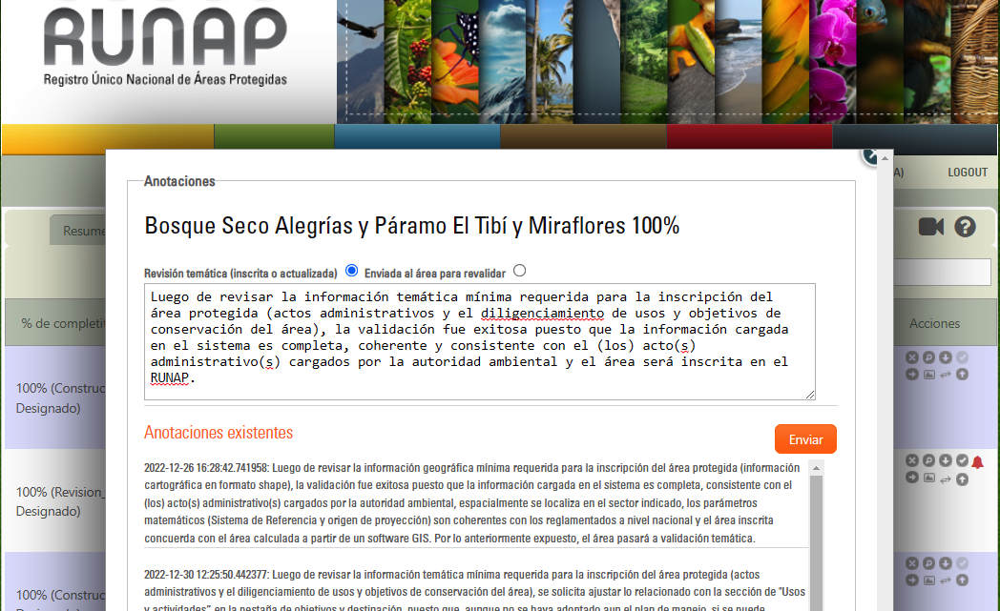 RUNAP
Registro Único Nacional de Áreas Protegidas
A)
LOGOUT
Resume
Anotaciones
Bosque Seco Alegrías y Páramo El Tibí y Miraflores 100%
Revisión temática (inscrita o actualizada) Enviada al área para revalidar
Luego de revisar la información temática mínima requerida para la inscripción del
área protegida (actos administrativos y el diligenciamiento de usos y objetivos de
conservación del área), la validación fue exitosa puesto que la información cargada
en el sistema es completa, coherente y consistente con el (los) acto(s)
administrativo(s) cargados por la autoridad ambiental y el área será inscrita en el
RUNAP.
% de completit
Acciones
100% (Construc
Designado)
Anotaciones existentes
Enviar
2022-12-26 16:28:42.741958: Luego de revisar la información geográfica mínima requerida para la inscripción del área protegida (información
cartográfica en formato shape), la validación fue exitosa puesto que la información cargada en el sistema es completa, consistente con el
(los) acto(s) administrativo(s) cargados por la autoridad ambiental, espacialmente se localiza en el sector indicado, los parámetros
matemáticos (Sistema de Referencia y origen de proyección) son coherentes con los reglamentados a nivel nacional y el área inscrita
concuerda con el área calculada a partir de un software GIS. Por lo anteriormente expuesto, el área pasará a validación temática.
100% (Revision_
Designado)
2022-12-30 12:25:50.442377: Luego de revisar la información temática mínima requerida para la inscripción del área protegida (actos
administrativos y el diligenciamiento de usos y objetivos de conservación del área), se solicita ajustar lo relacionado con la sección de "Usos
y actividades" en la pestaña de objetivos y destinación, puesto que, aunque no se haya adoptado aun el plan de manejo, si se puede
100% (Construc